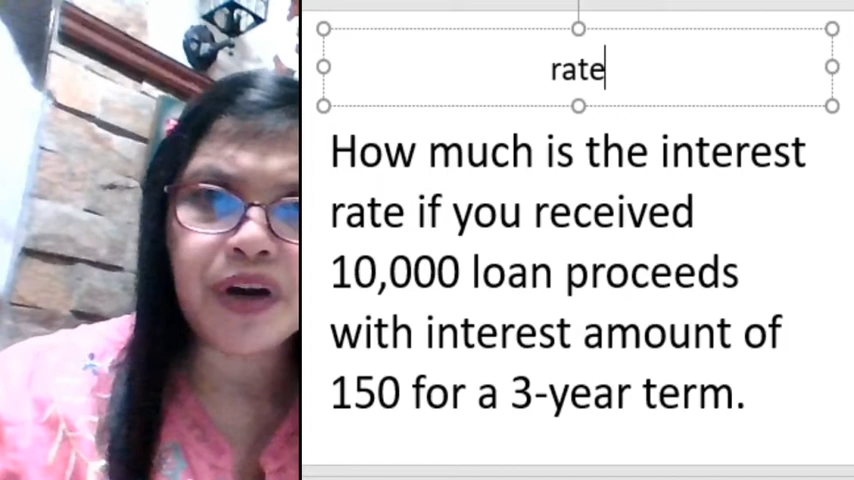 rate
How much is the interest
rate if you received
10,000 loan proceeds
with interest amount of
150 for a 3-year term.